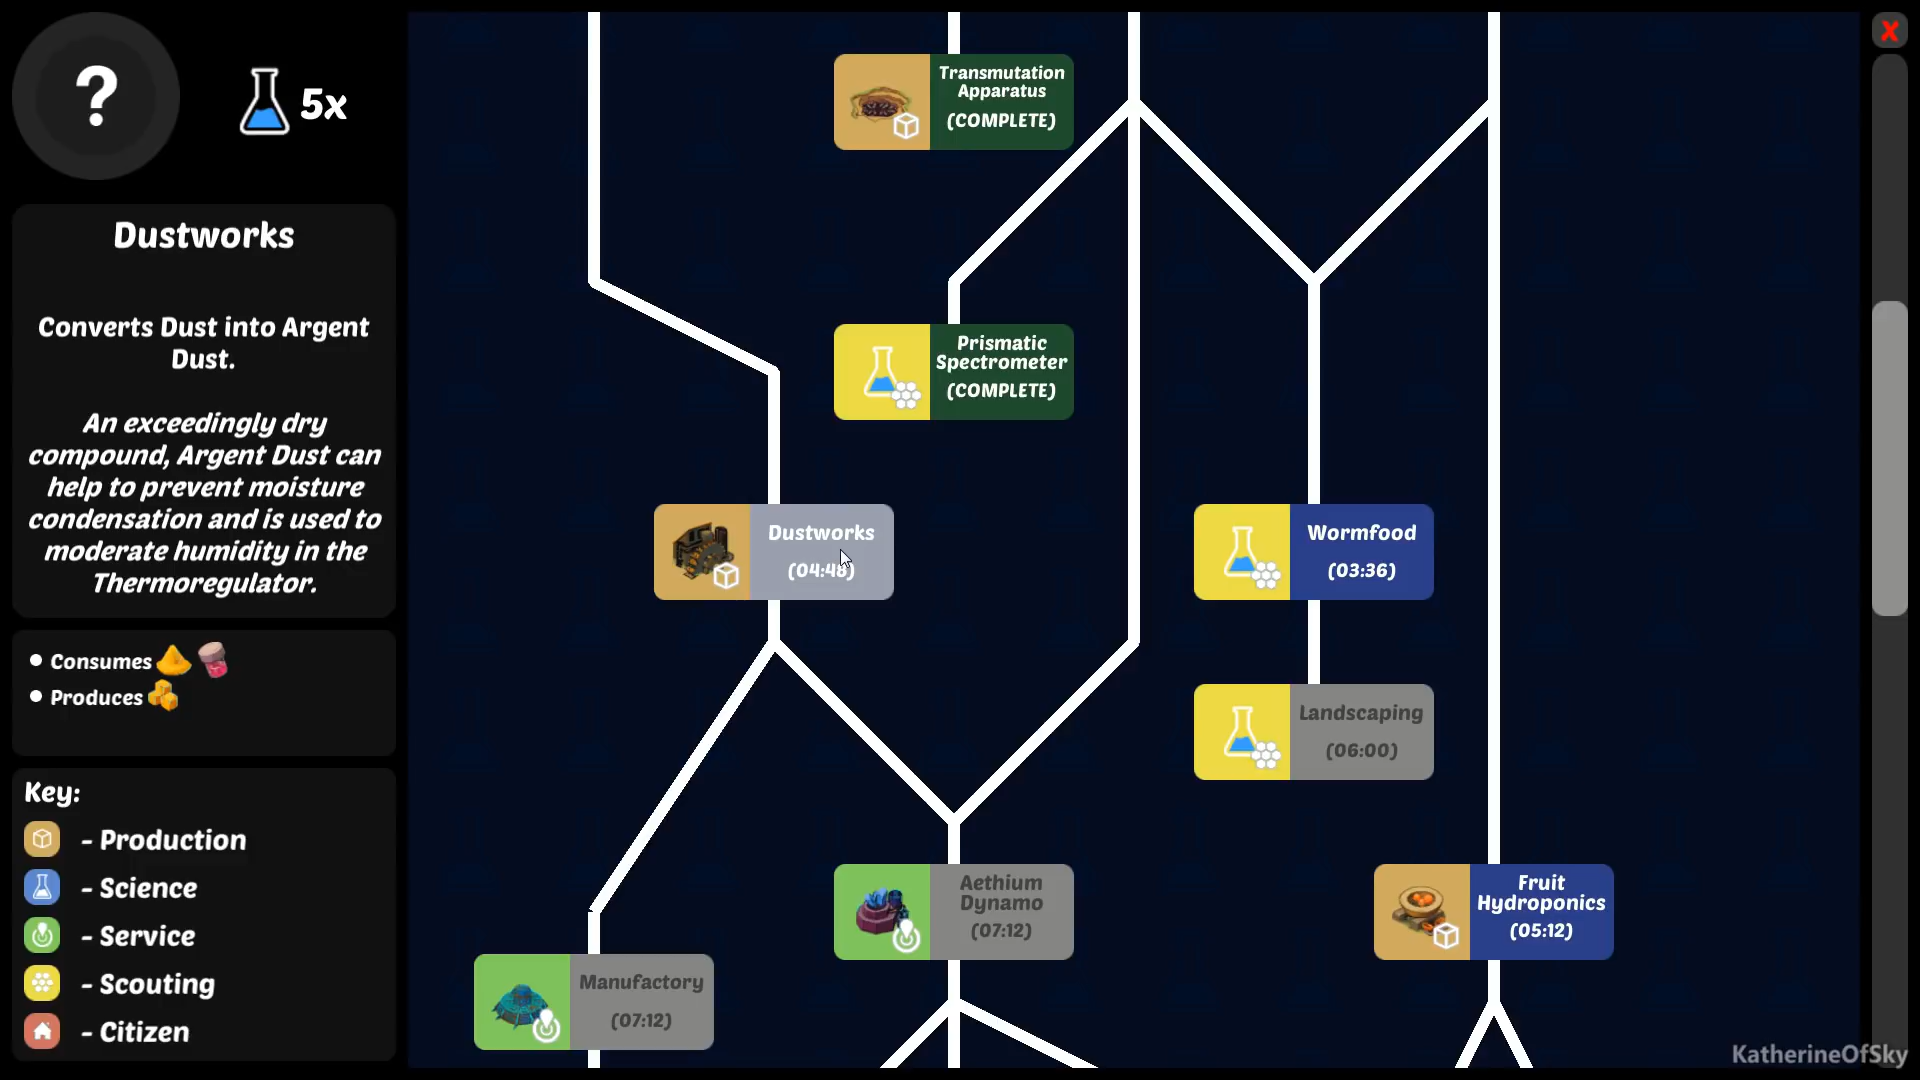 ?
5x
Dustworks
Converts Dust into Argent
Dust.
An exceedingly dry
compound, Argent Dust can
help to prevent moisture
condensation and is used to
moderate humidity in the
Thermoregulator.
Consumes
Produces
Key:
- Production
- Science
- Service
- Scouting
- Citizen
Transmutation
Apparatus
(COMPLETE)
Prismatic
Spectrometer
(COMPLETE)
Dustworks
(04:48)
Wormfood
(03:36)
Landscaping
(06:00)
Aethium
Dynamo
(07:12)
Fruit
Hydroponics
(05:12)
Manufactory
(07:12)
X
KatherineOfSky